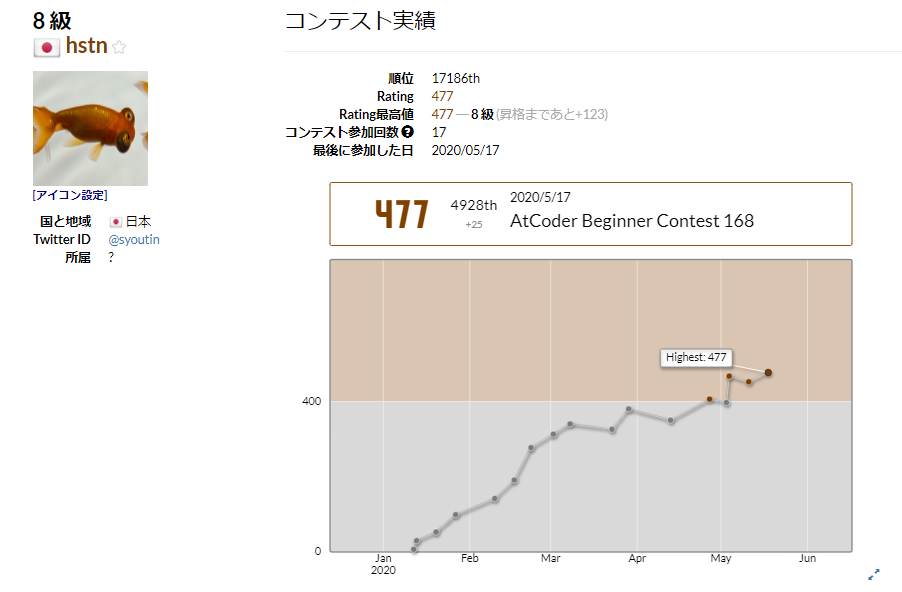 8 級
hstn
[アイコン設定]
国と地域 日本
Twitter ID @syoutin
所属 ?
コンテスト実績
順位 17186th
Rating 477
Rating最高値 477 ― 8 級 (昇格まであと+123)
コンテスト参加回数 ? 17
最後に参加した日 2020/05/17
477
4928th
+25
2020/5/17
AtCoder Beginner Contest 168
Highest: 477
400
0
Jan Feb Mar Apr May Jun
2020